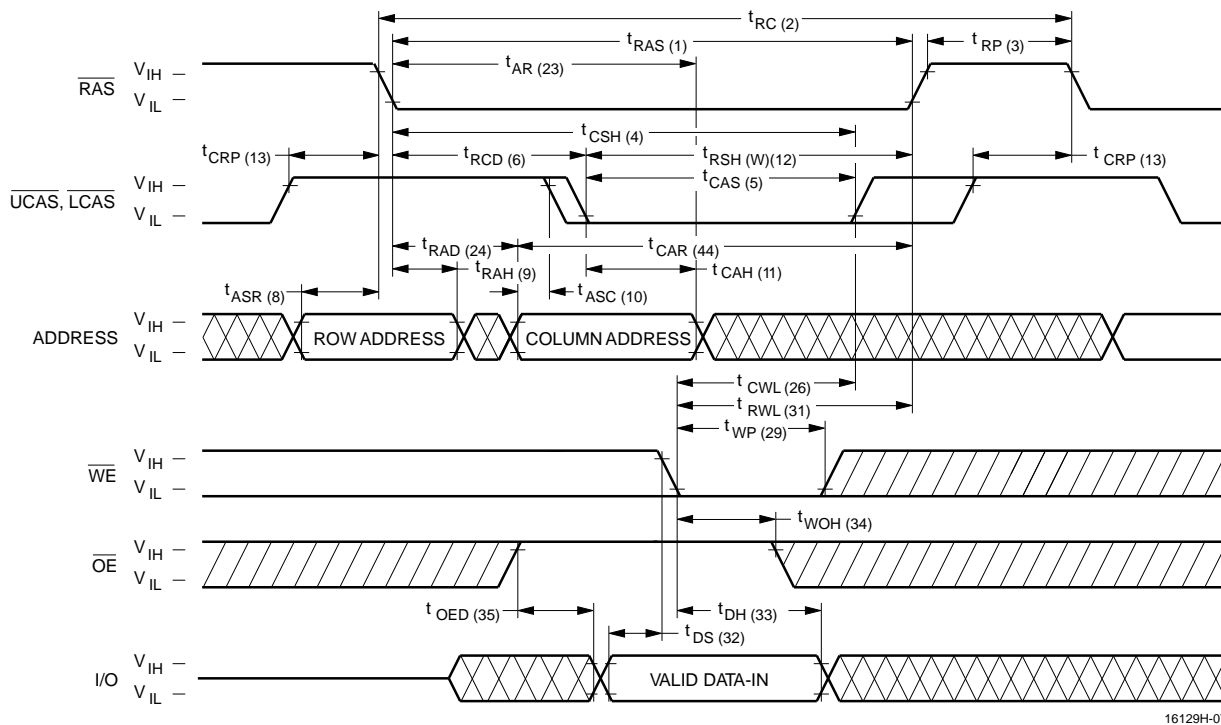 t RC (2)
t RAS (1)
t RP (3)
t AR (23)
RAS
V IH
V IL
t CSH (4)
t CRP (13)
t RCD (6)
t RSH (W)(12)
t CRP (13)
t CAS (5)
UCAS, LCAS
V IH
V IL
t RAD (24)
t CAR (44)
t RAH (9)
t CAH (11)
t ASR (8)
t ASC (10)
ADDRESS
V IH
V IL
ROW ADDRESS
COLUMN ADDRESS
t CWL (26)
t RWL (31)
t WP (29)
WE
V IH
V IL
t WOH (34)
OE
V IH
V IL
t OED (35)
t DH (33)
t DS (32)
I/O
V IH
V IL
VALID DATA-IN